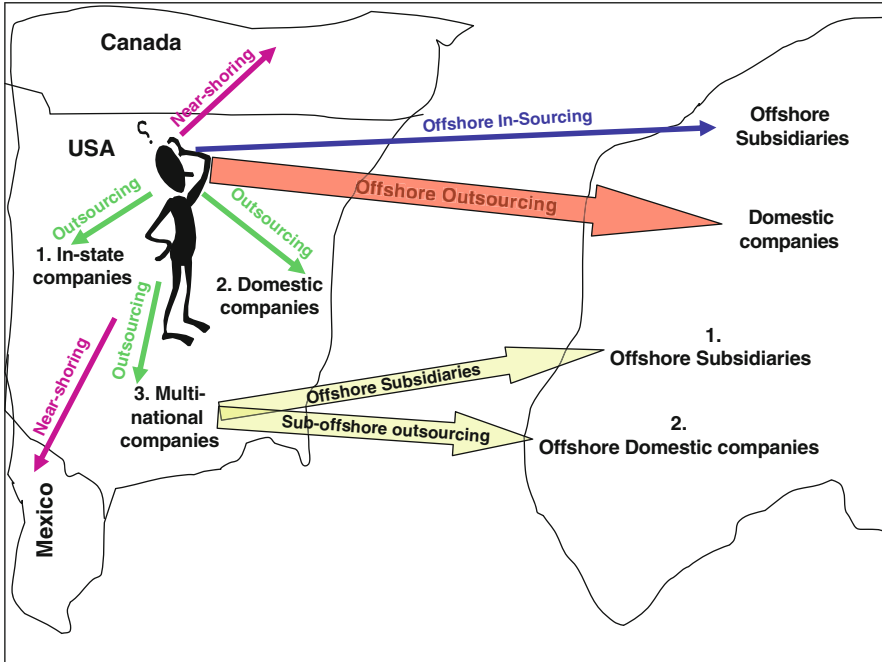 Canada
Near-shoring
USA
Offshore In-Sourcing
Offshore
Subsidiaries
Offshore Outsourcing
Domestic
companies
Outsourcing
1. In-state
companies
Outsourcing
2. Domestic
companies
Outsourcing
3. Multi-
national
companies
Near-shoring
Mexico
Offshore Subsidiaries
1.
Offshore Subsidiaries
Sub-offshore outsourcing
2.
Offshore Domestic companies